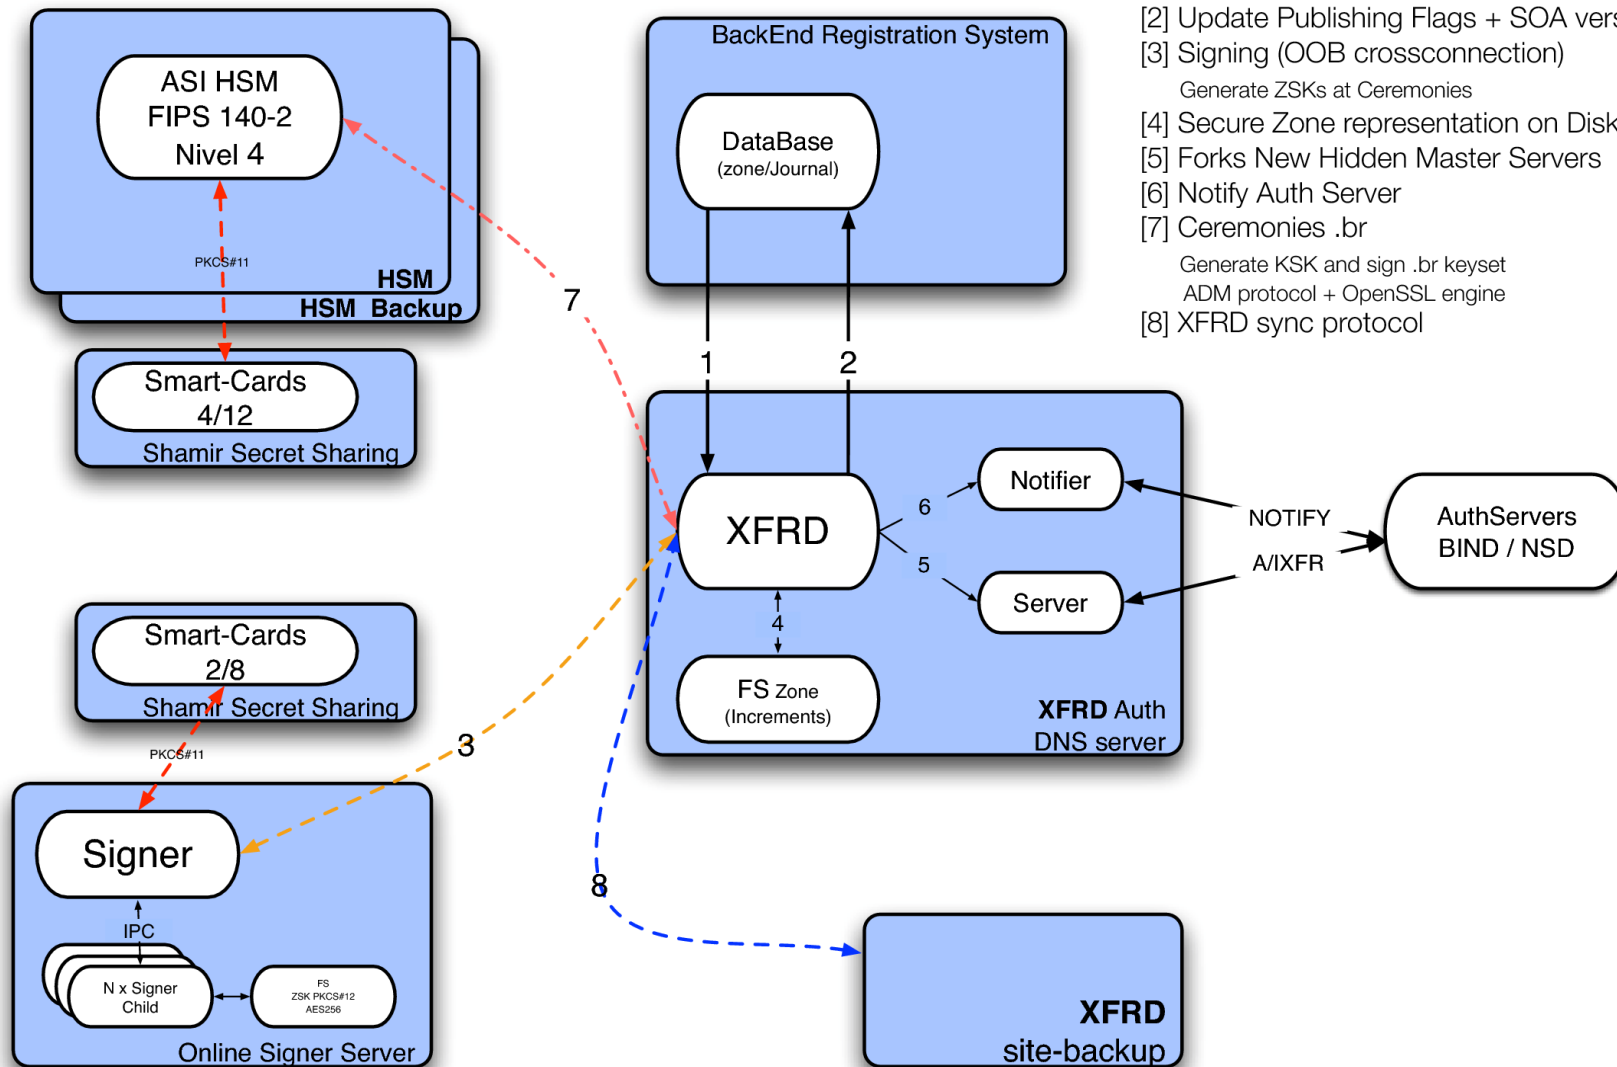 ASI HSM
FIPS 140-2
Nivel 4
PKCS#11
HSM
HSM Backup
Smart-Cards
4/12
Shamir Secret Sharing
BackEnd Registration System
DataBase
(zone/Journal)
[2] Update Publishing Flags + SOA vers
[3] Signing (OOB crossconnection)
Generate ZSKs at Ceremonies
[4] Secure Zone representation on Disk
[5] Forks New Hidden Master Servers
[6] Notify Auth Server
[7] Ceremonies .br
Generate KSK and sign .br keyset
ADM protocol + OpenSSL engine
[8] XFRD sync protocol
7
1
2
XFRD
6
5
4
Notifier
Server
FS Zone
(Increments)
XFRD Auth
DNS server
NOTIFY
A/IXFR
AuthServers
BIND / NSD
Smart-Cards
2/8
Shamir Secret Sharing
PKCS#11
3
8
Signer
IPC
N x Signer
Child
FS
ZSK PKCS#12
AES256
Online Signer Server
XFRD
site-backup